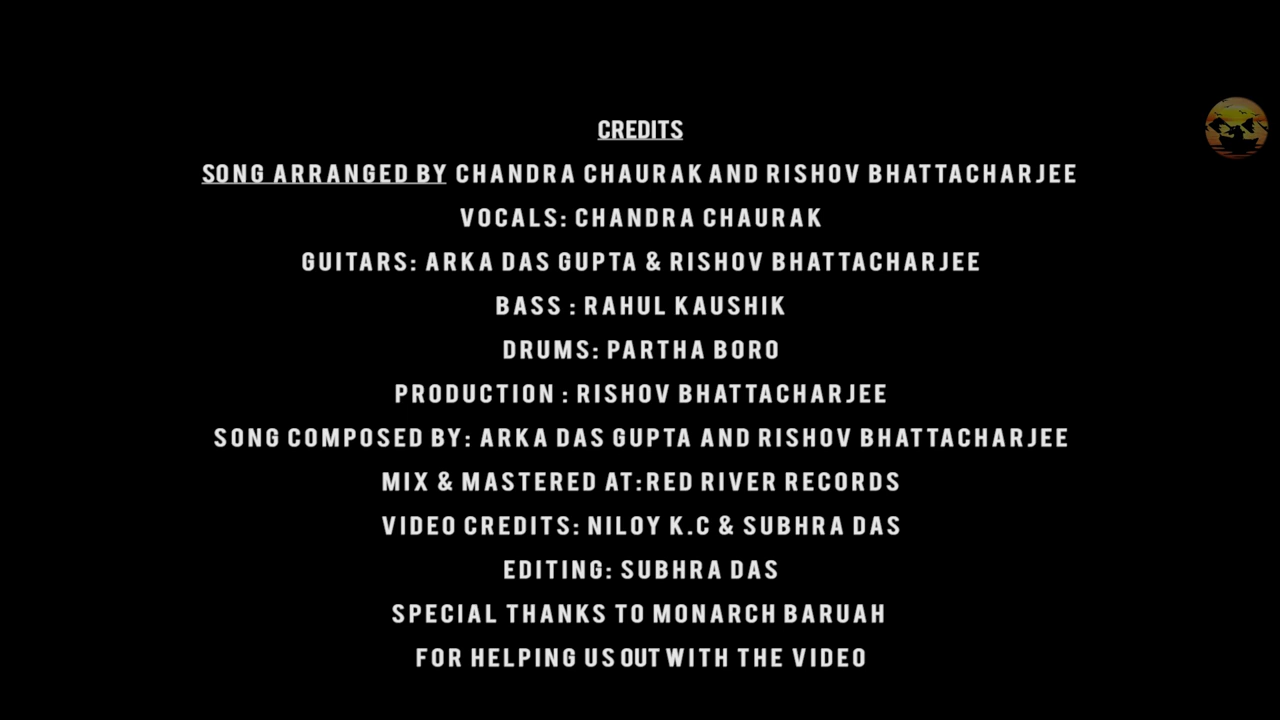 CREDITS
SONG ARRANGED BY CHANDRA CHAURAK AND RISHOV BHATTACHARJEE
VOCALS: CHANDRA CHAURAK
GUITARS: ARKA DAS GUPTA & RISHOV BHATTACHARJEE
BASS : RAHUL KAUSHIK
DRUMS: PARTHA BORO
PRODUCTION : RISHOV BHATTACHARJEE
SONG COMPOSED BY: ARKA DAS GUPTA AND RISHOV BHATTACHARJEE
MIX & MASTERED AT:RED RIVER RECORDS
VIDEO CREDITS: NILOY K.C & SUBHRA DAS
EDITING: SUBHRA DAS
SPECIAL THANKS TO MONARCH BARUAH
FOR HELPING US OUT WITH THE VIDEO